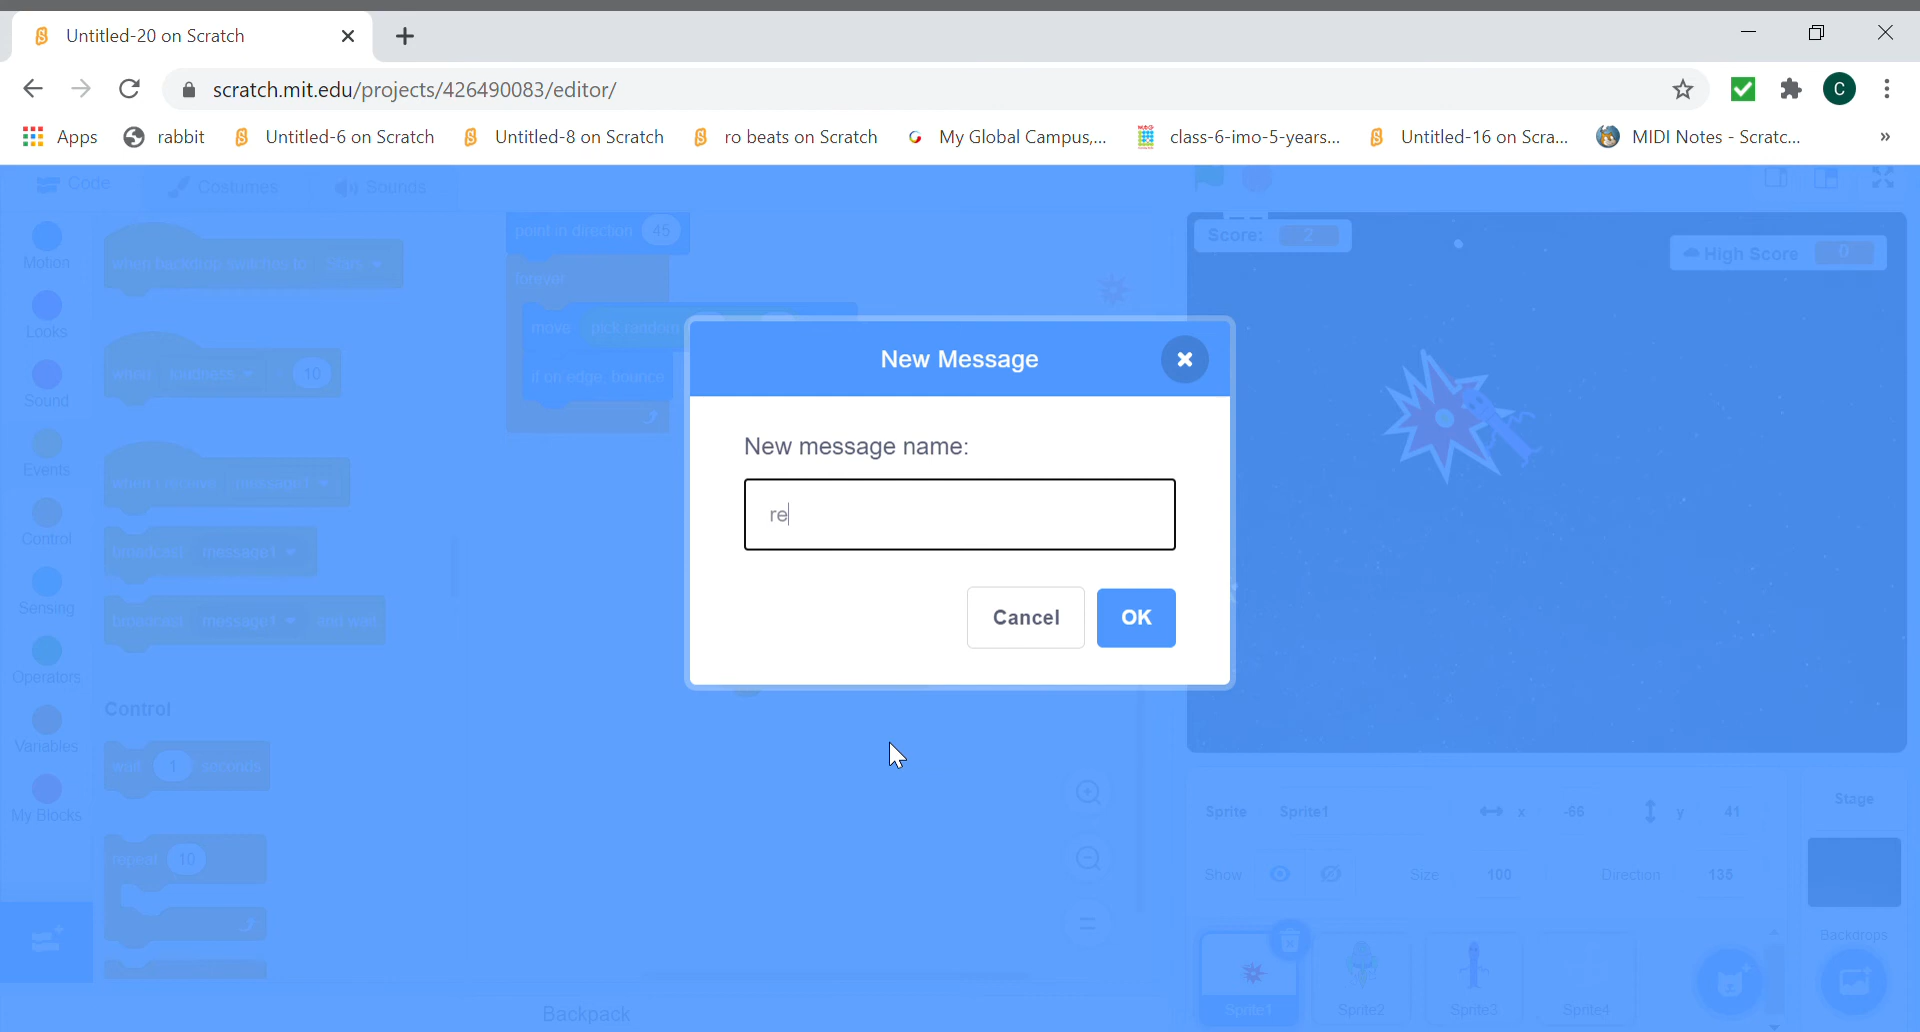 Untitled-20 on Scratch
scratch.mit.edu/projects/426490083/editor/
Apps rabbit Untitled-6 on Scratch Untitled-8 on Scratch ro beats on Scratch My Global Campus,... class-6-imo-5-years... Untitled-16 on Scra... MIDI Notes - Scratc... »
Code Costumes Sounds
Motion
Looks
Sound
Events
Control
Sensing
Operators
Variables
My Blocks
when backdrop switches to Stars
when loudness 10
when I receive message1
broadcast message1
broadcast message1 and wait
Control
wait 1 seconds
repeat 10
point in direction 45
forever
move pick random
if on edge, bounce
New Message
New message name:
re
Cancel OK
Score: 2
High Score 0
Sprite Sprite1 x -66 y 41
Show Size 100 Direction 135
Sprite1 Sprite2 Sprite3 Sprite4
Stage
Backdrops
Backpack